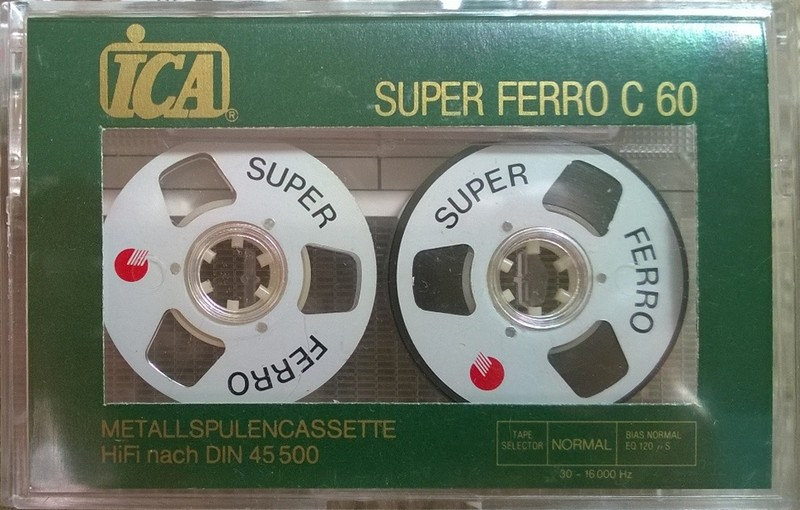 ICA®
SUPER FERRO C 60
SUPER
FERRO
SUPER
FERRO
METALLSPULENCASSETTE
HiFi nach DIN 45 500
TAPE
SELECTOR
NORMAL
BIAS NORMAL
EQ 120 µS
30 - 16 000 Hz